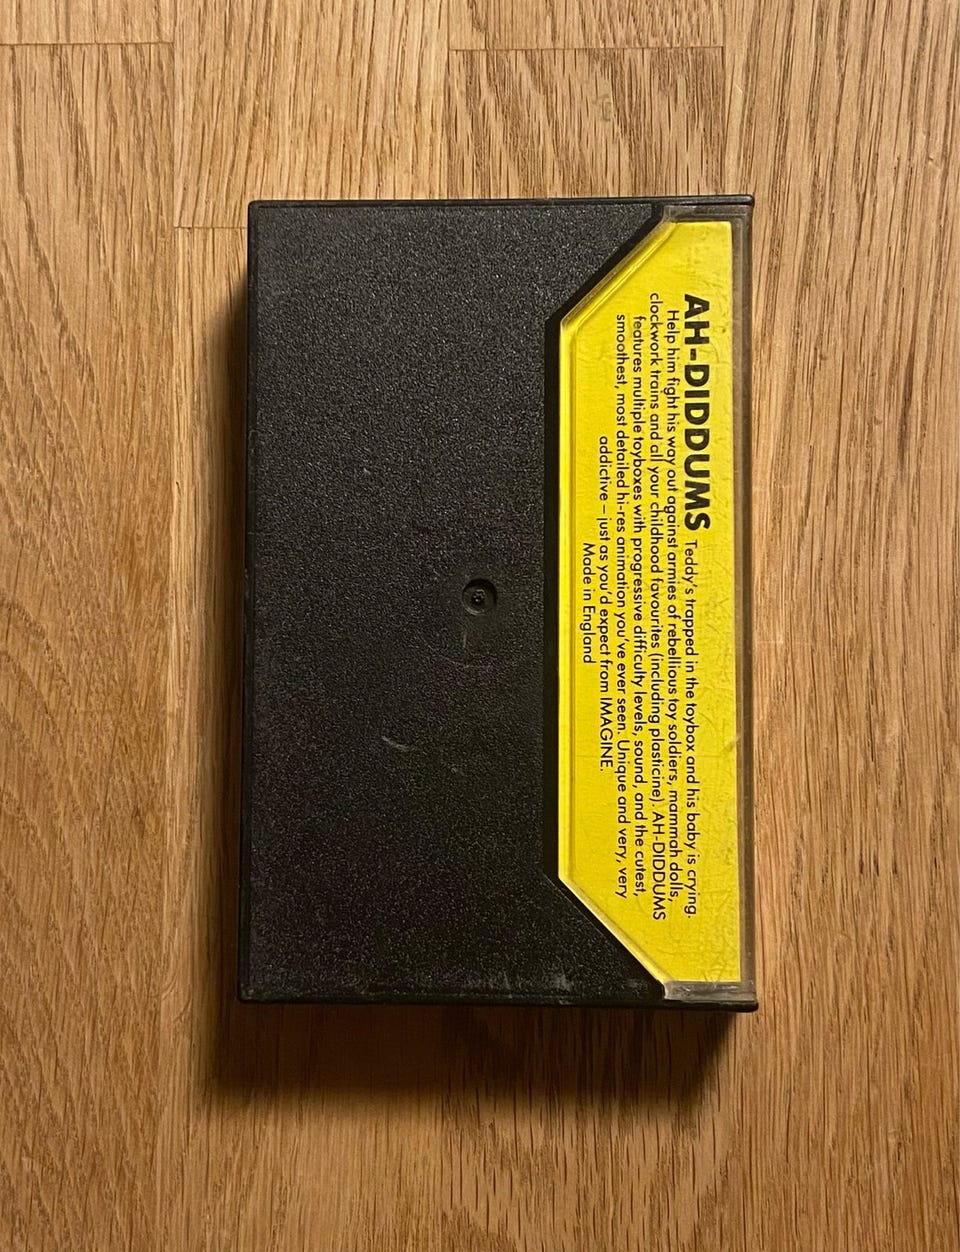 AH-DIDDUMS Teddy's trapped in the toybox and his baby is crying.
Help him fight his way out against armies of rebellious toy soldiers, mammah dolls,
clockwork trains and all your childhood favourites (including plasticine). AH-DIDDUMS
features multiple toyboxes with progressive difficulty levels, sound, and the cutest,
smoothest, most detailed hi-res animation you've ever seen. Unique and very, very
addictive – just as you'd expect from IMAGINE.
Made in England